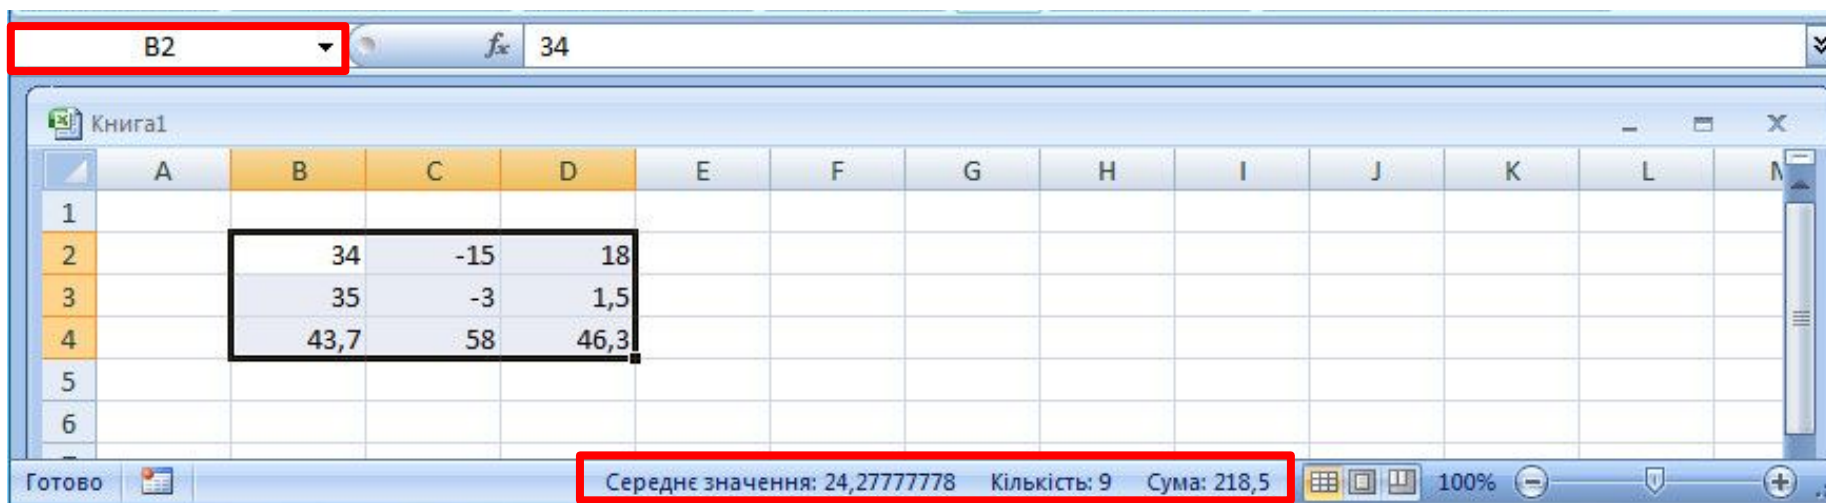 B2 fx 34
Книга1
A B C D E F G H I J K L M
1
2 34 -15 18
3 35 -3 1,5
4 43,7 58 46,3
5
6
Готово Середнє значення: 24,27777778 Кількість: 9 Сума: 218,5 100%